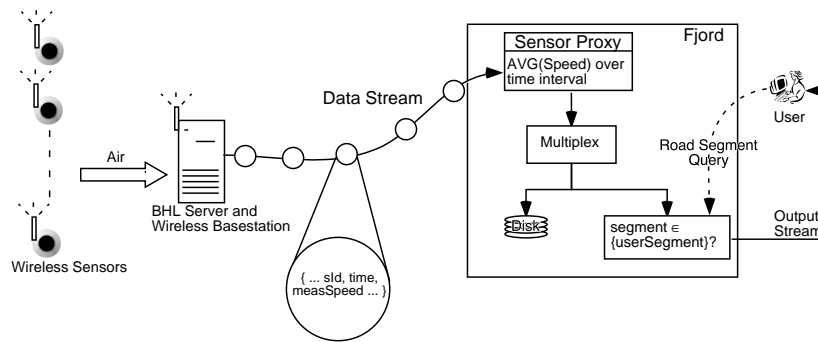 Sensor Proxy
Fjord
AVG(Speed) over
time interval
Data Stream
User
Multiplex
Road Segment
Query
Air
BHL Server and
Wireless Basestation
Disk
segment ∈
{userSegment}?
Output
Stream
Wireless Sensors
{ ... sId, time,
measSpeed ... }